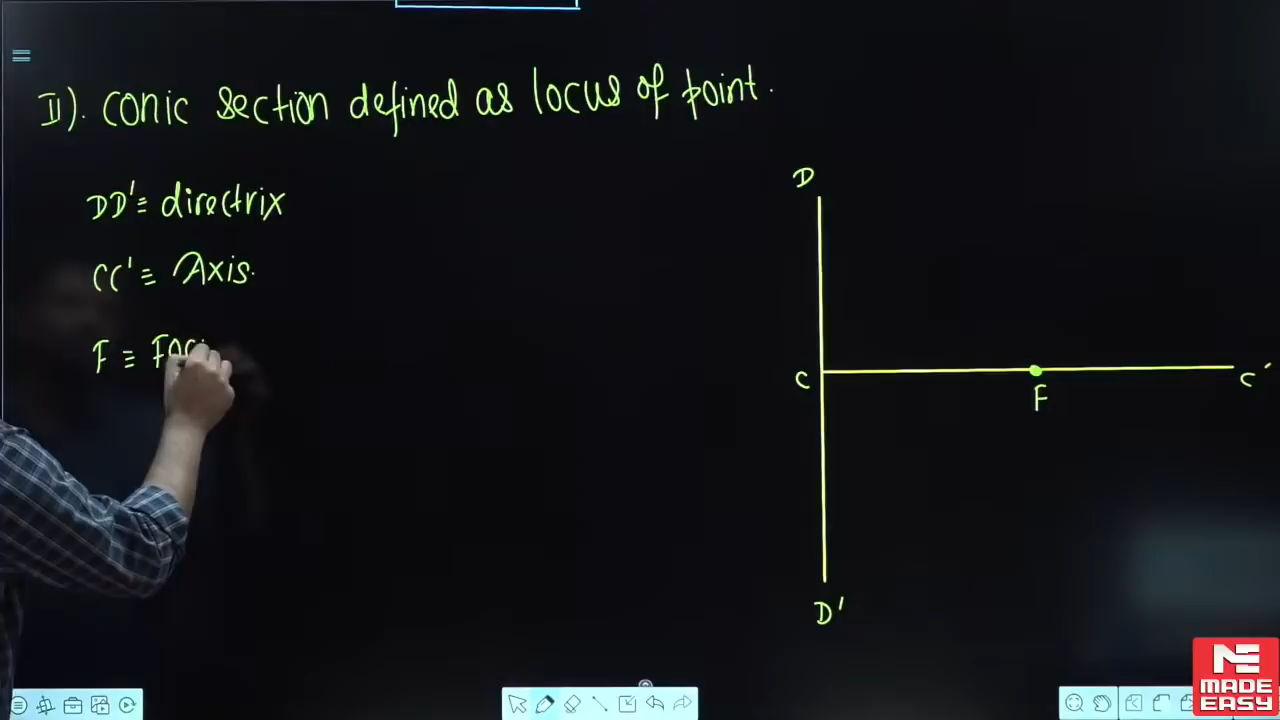 II). Conic section defined as locus of point.
DD' ≡ directrix
CC' ≡ Axis.
F ≡
D
C
F
C'
D'
MADE
EASY